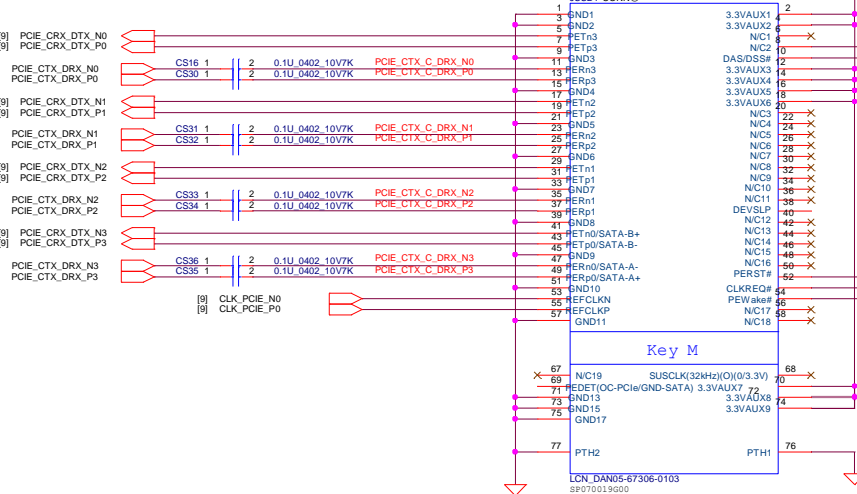 1 GND1 3.3VAUX1 2
3 GND2 3.3VAUX2
[9] PCIE_CRX_DTX_N0 5 PETn3 N/C1 6
[9] PCIE_CRX_DTX_P0 7 PETp3 N/C2 8
9 GND3 DAS/DSS# 10
PCIE_CTX_DRX_N0 CS16 1 2 0.1U_0402_10V7K PCIE_CTX_C_DRX_N0 11 PERn3 3.3VAUX3 12
PCIE_CTX_DRX_P0 CS30 1 2 0.1U_0402_10V7K PCIE_CTX_C_DRX_P0 13 PERp3 3.3VAUX4 14
15 GND4 3.3VAUX5 16
[9] PCIE_CRX_DTX_N1 17 PETn2 3.3VAUX6 18
[9] PCIE_CRX_DTX_P1 19 PETp2 N/C3 20
21 GND5 N/C4 22
PCIE_CTX_DRX_N1 CS31 1 2 0.1U_0402_10V7K PCIE_CTX_C_DRX_N1 23 PERn2 N/C5 24
PCIE_CTX_DRX_P1 CS32 1 2 0.1U_0402_10V7K PCIE_CTX_C_DRX_P1 25 PERp2 N/C6 26
27 GND6 N/C7 28
[9] PCIE_CRX_DTX_N2 29 PETn1 N/C8 30
[9] PCIE_CRX_DTX_P2 31 PETp1 N/C9 32
33 GND7 N/C10 34
PCIE_CTX_DRX_N2 CS33 1 2 0.1U_0402_10V7K PCIE_CTX_C_DRX_N2 35 PERn1 N/C11 36
PCIE_CTX_DRX_P2 CS34 1 2 0.1U_0402_10V7K PCIE_CTX_C_DRX_P2 37 PERp1 DEVSLP 38
39 GND8 N/C12 40
[9] PCIE_CRX_DTX_N3 41 PETn0/SATA-B+ N/C13 42
[9] PCIE_CRX_DTX_P3 43 PETp0/SATA-B- N/C14 44
45 GND9 N/C15 46
PCIE_CTX_DRX_N3 CS36 1 2 0.1U_0402_10V7K PCIE_CTX_C_DRX_N3 47 PERn0/SATA-A- N/C16 48
PCIE_CTX_DRX_P3 CS35 1 2 0.1U_0402_10V7K PCIE_CTX_C_DRX_P3 49 PERp0/SATA-A+ PERST# 50
51 GND10 CLKREQ# 52
[9] CLK_PCIE_N0 53 REFCLKN PEWake# 54
[9] CLK_PCIE_P0 55 REFCLKP N/C17 56
57 GND11 N/C18 58
Key M
67 N/C19 SUSCLK(32kHz)(O)(0/3.3V) 68
69 PEDET(OC-PCIe/GND-SATA) 3.3VAUX7 70
71 GND13 3.3VAUX8 72
73 GND15 3.3VAUX9 74
75 GND17
77 PTH2 PTH1 76
LCN_DAN05-67306-0103
SP070019G00